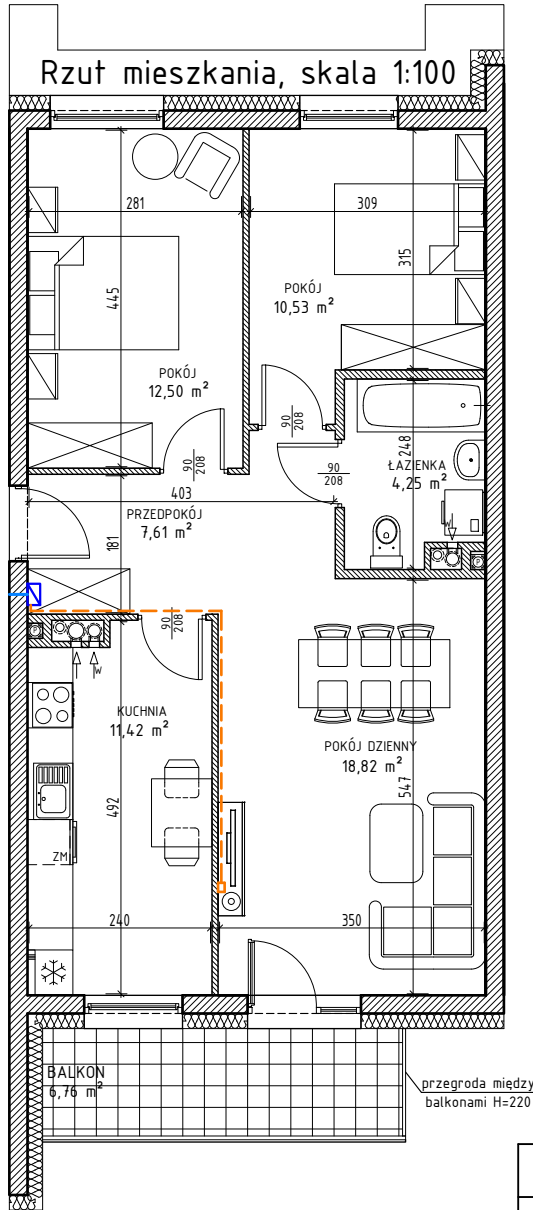 Rzut mieszkania, skala 1:100
281
309
445
315
POKÓJ
10,53 m²
POKÓJ
12,50 m²
90
208
90
208
90
208
248
ŁAZIENKA
4,25 m²
W
P
403
PRZEDPOKÓJ
7,61 m²
181
90
208
P
W
KUCHNIA
11,42 m²
POKÓJ DZIENNY
18,82 m²
547
492
ZM
240
350
BALKON
6,76 m²
przegroda między
balkonami H=220